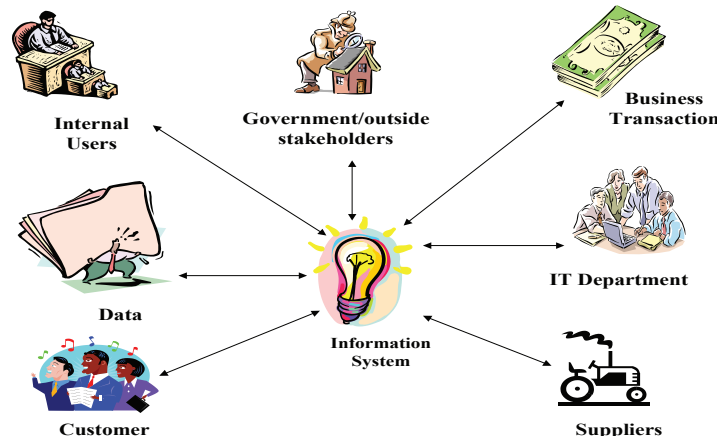 Internal
Users
Government/outside
stakeholders
Business
Transaction
Data
IT Department
Information
System
Customer
Suppliers